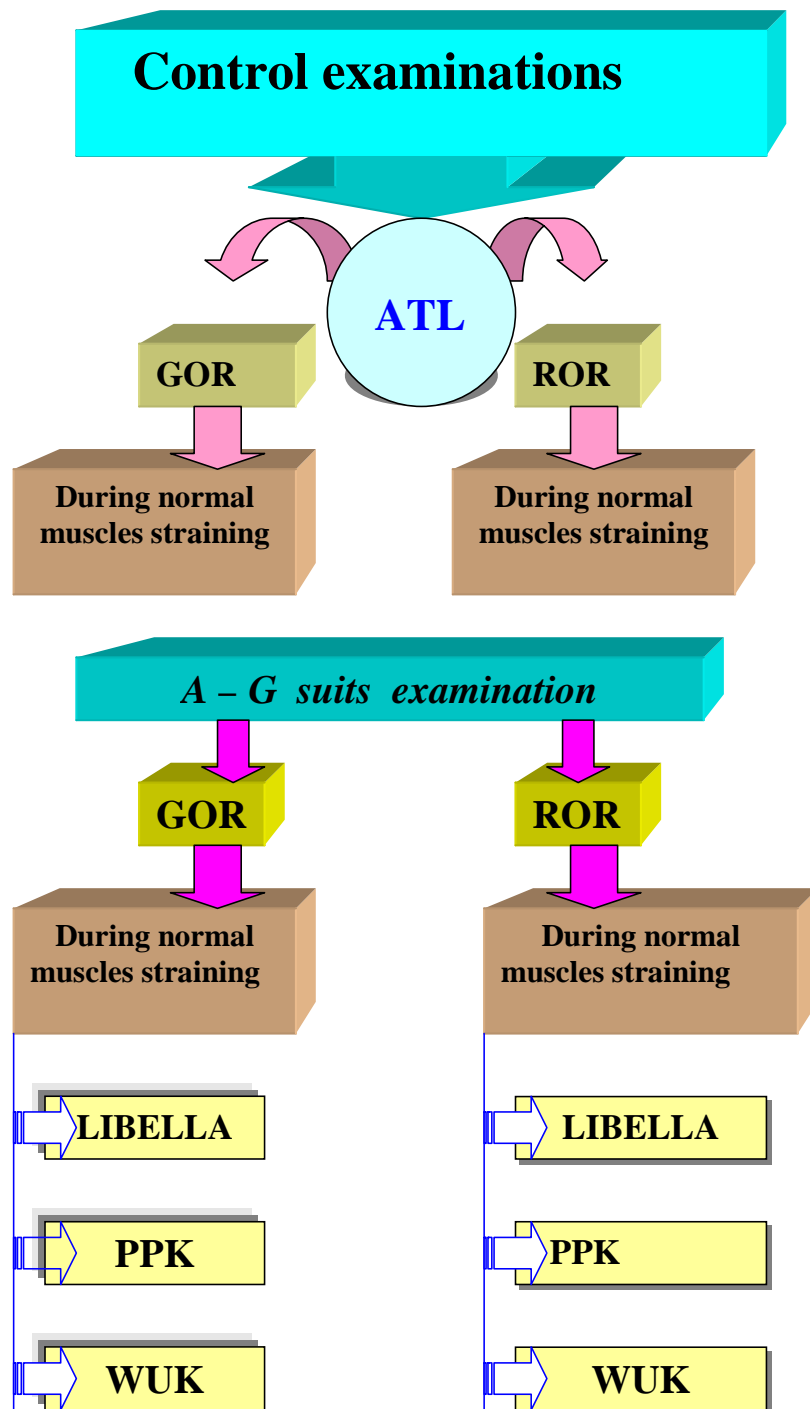 Control examinations
ATL
GOR
ROR
During normal
muscles straining
During normal
muscles straining
A – G suits examination
GOR
ROR
During normal
muscles straining
During normal
muscles straining
LIBELLA
LIBELLA
PPK
PPK
WUK
WUK